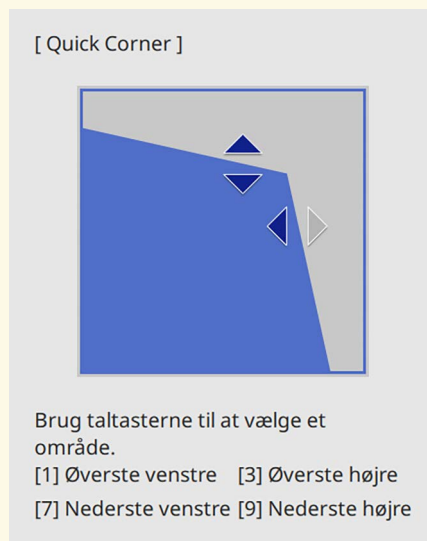 [ Quick Corner ]
Brug taltasterne til at vælge et
område.
[1] Øverste venstre [3] Øverste højre
[7] Nederste venstre [9] Nederste højre